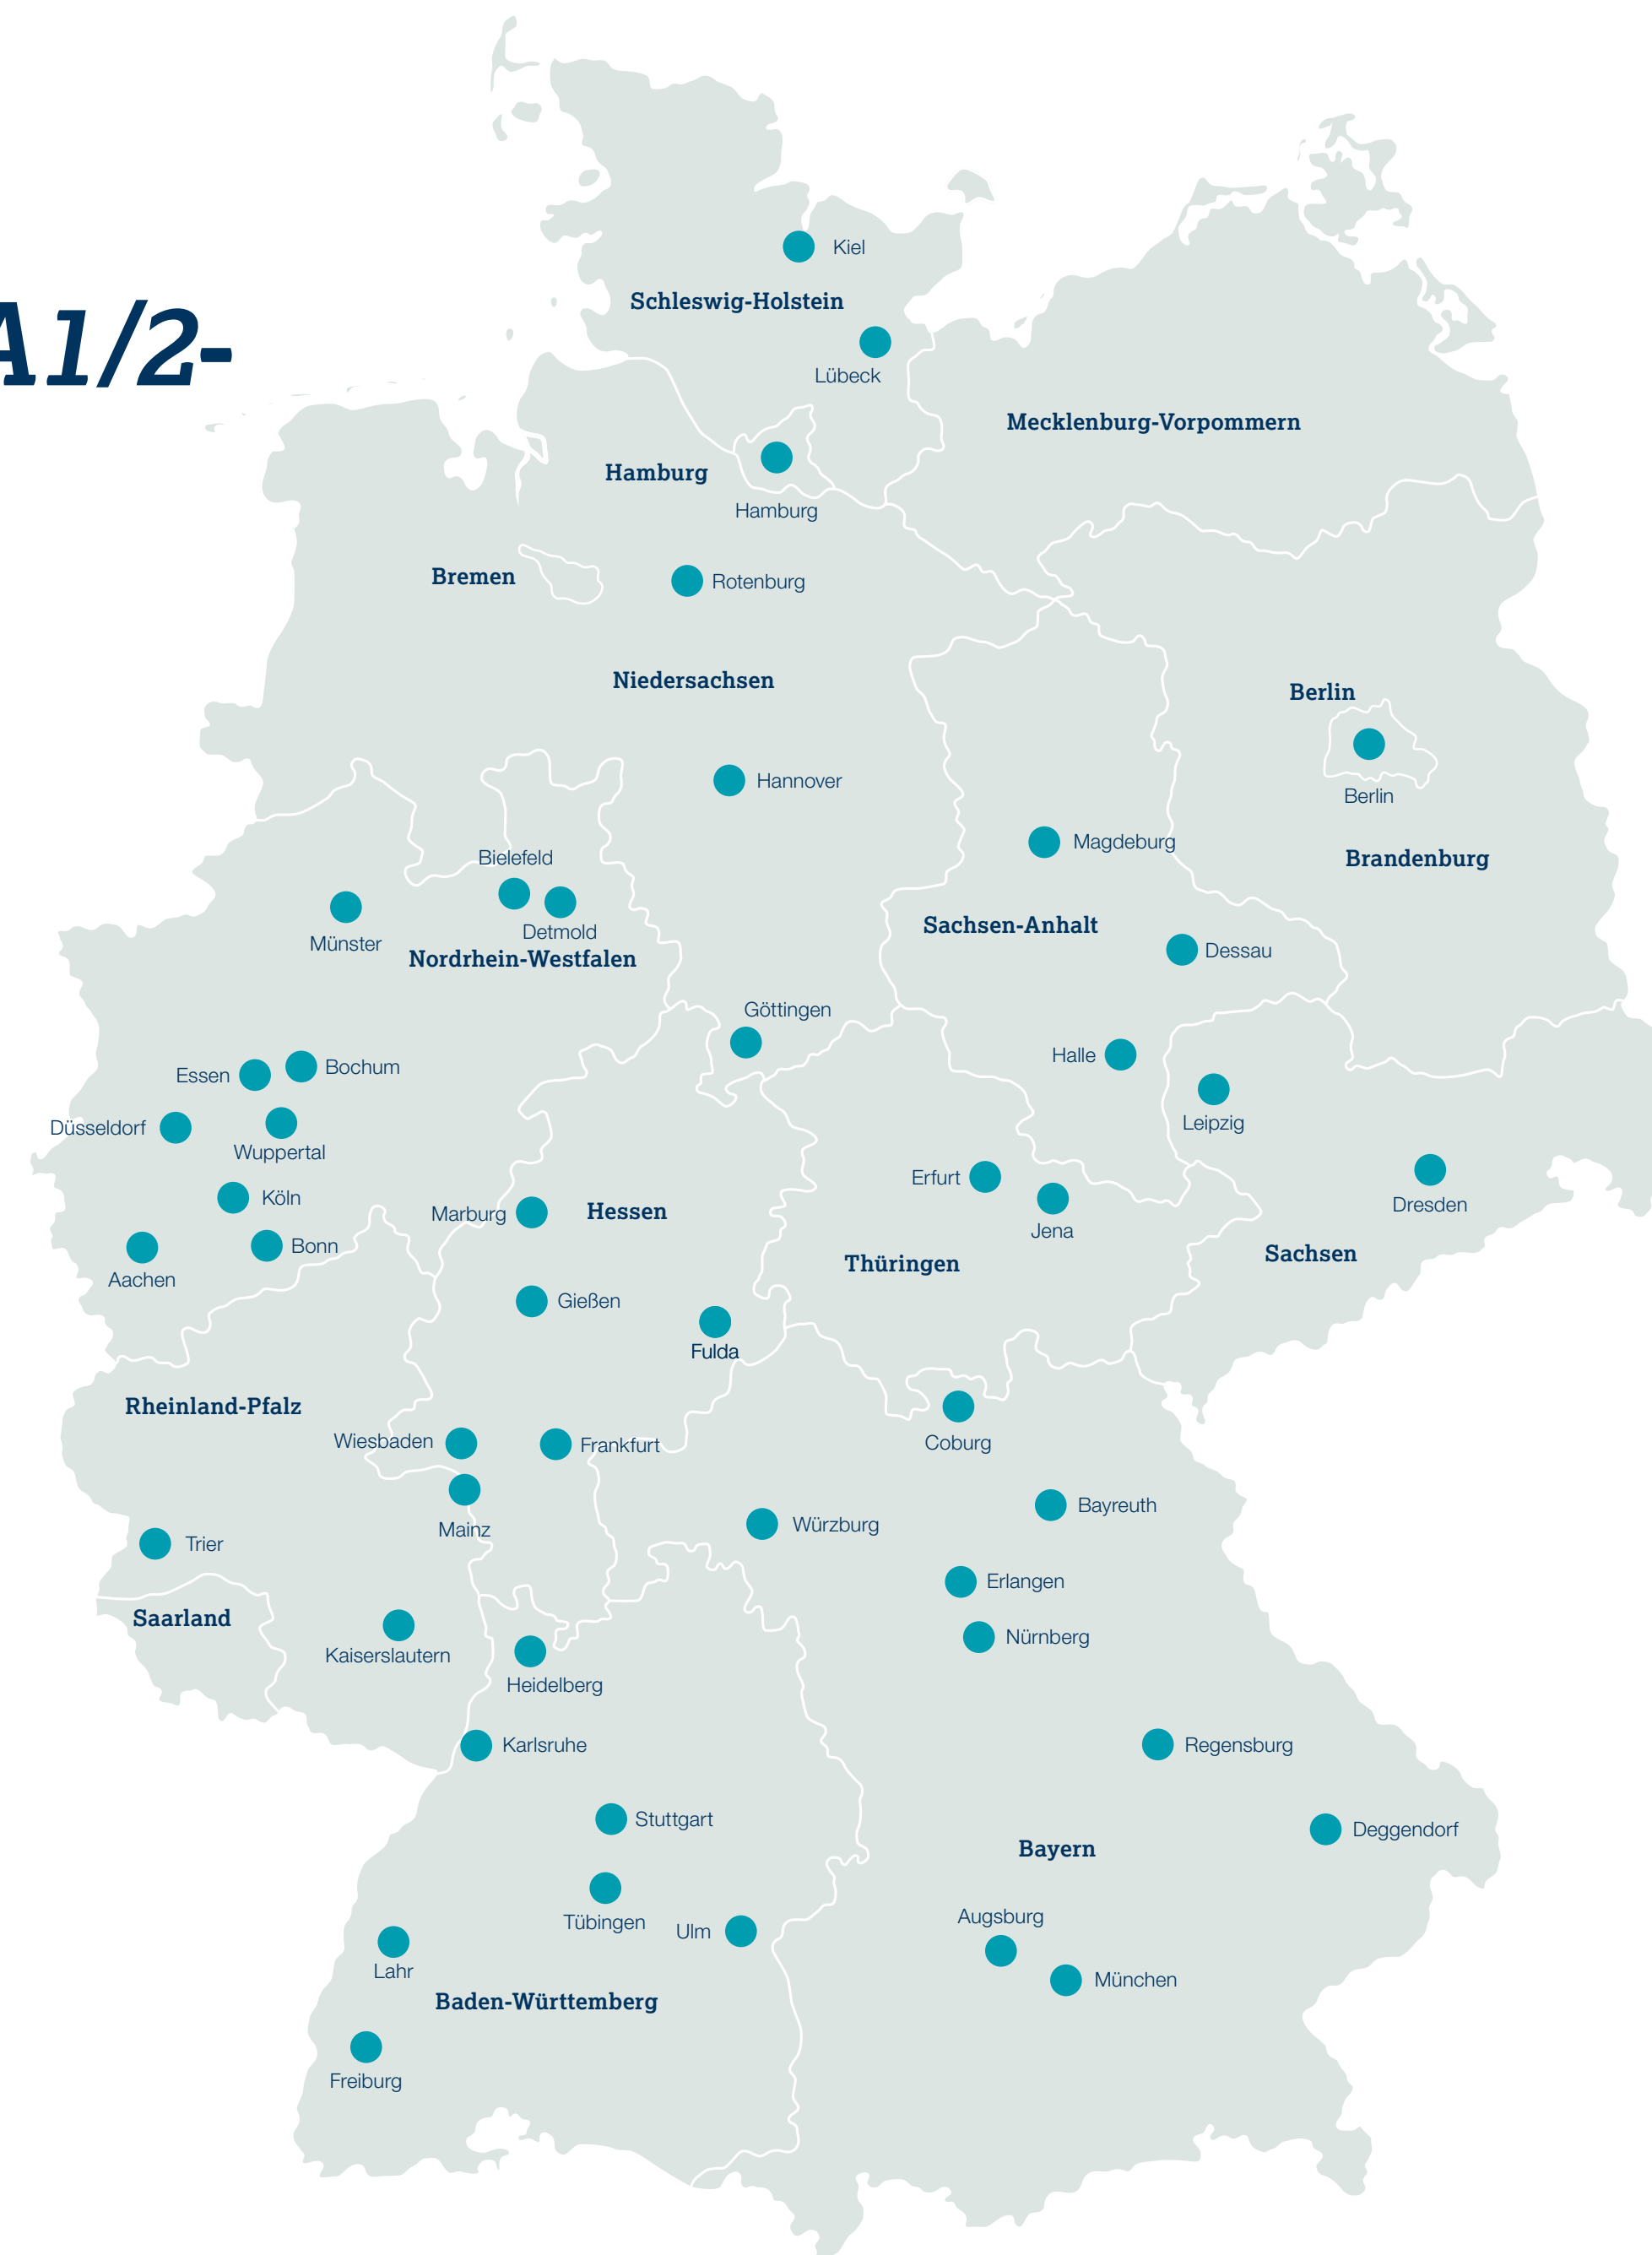 Kiel
Schleswig-Holstein
A1/2-
Lübeck
Mecklenburg-Vorpommern
Hamburg
Hamburg
Bremen
Rotenburg
Niedersachsen
Berlin
Hannover
Berlin
Magdeburg
Bielefeld
Brandenburg
Sachsen-Anhalt
Detmold
Münster
Dessau
Nordrhein-Westfalen
Göttingen
Halle
Bochum
Essen
Leipzig
Düsseldorf
Wuppertal
Erfurt
Köln
Dresden
Hessen
Marburg
Jena
Bonn
Sachsen
Thüringen
Aachen
Gießen
Fulda
Rheinland-Pfalz
Wiesbaden
Coburg
Frankfurt
Bayreuth
Würzburg
Mainz
Trier
Erlangen
Saarland
Nürnberg
Kaiserslautern
Heidelberg
Karlsruhe
Regensburg
Stuttgart
Deggendorf
Bayern
Augsburg
Tübingen
Ulm
Lahr
München
Baden-Württemberg
Freiburg